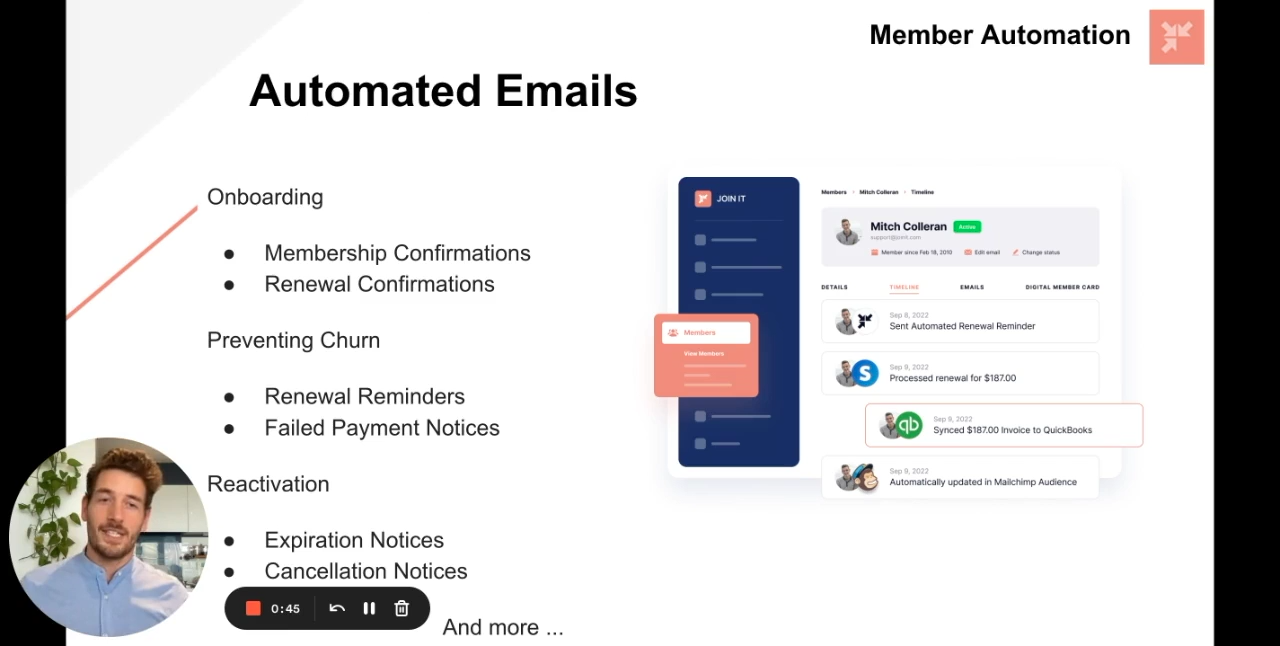 Member Automation
Automated Emails
Onboarding
● Membership Confirmations
● Renewal Confirmations
Preventing Churn
● Renewal Reminders
● Failed Payment Notices
Reactivation
● Expiration Notices
● Cancellation Notices
And more ...
0:45
JOIN IT
Members
View Members
Members › Mitch Colleran › Timeline
Mitch Colleran Active
support@joinit.com
Member since Feb 18, 2010 Edit email Change status
DETAILS TIMELINE EMAILS DIGITAL MEMBER CARD
Sep 8, 2022
Sent Automated Renewal Reminder
S
Sep 9, 2022
Processed renewal for $187.00
qb
Sep 9, 2022
Synced $187.00 Invoice to QuickBooks
Sep 9, 2022
Automatically updated in Mailchimp Audience